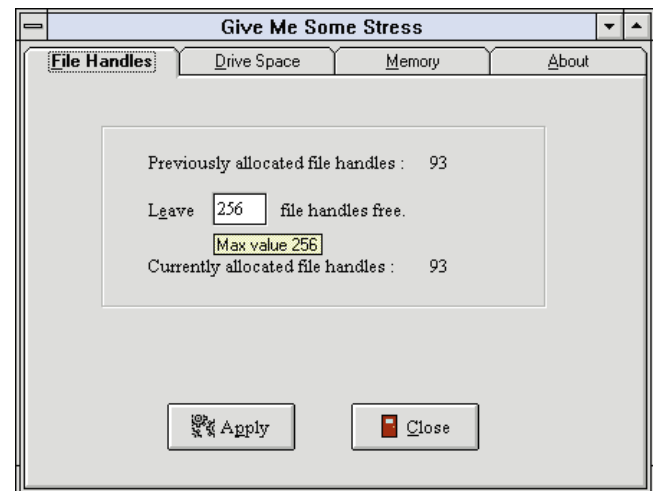 Give Me Some Stress
File Handles Drive Space Memory About
Previously allocated file handles : 93
Leave 256 file handles free.
Max value 256
Currently allocated file handles : 93
Apply Close